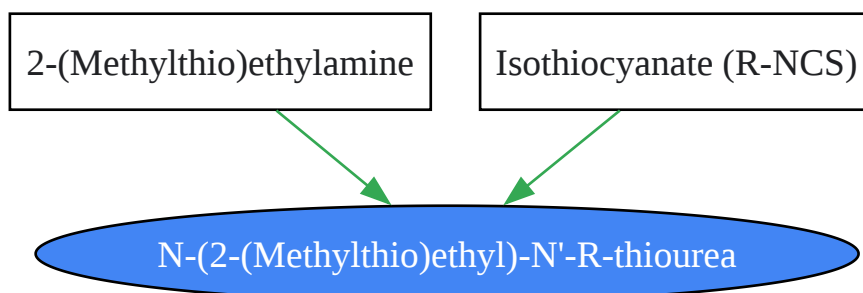 2-(Methylthio)ethylamine
Isothiocyanate (R-NCS)
N-(2-(Methylthio)ethyl)-N'-R-thiourea